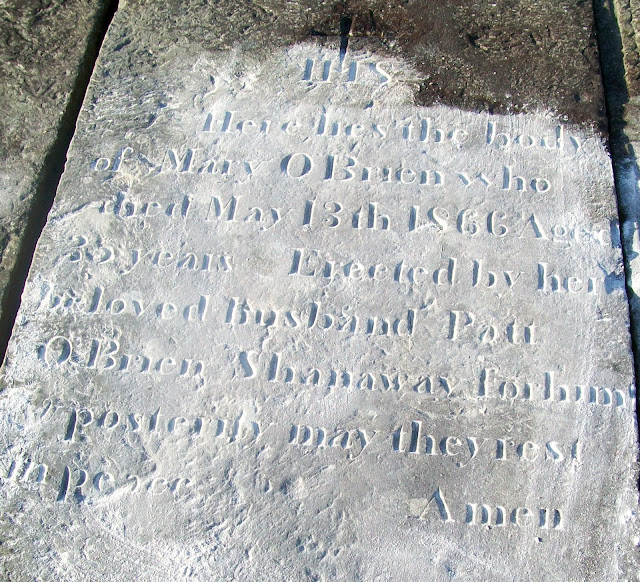 IHS
Here lies the body
of Mary O Brien who
died May 13th 1866 Aged
years Erected by her
beloved husband Patt
O Brien Shanaway for him
posterity may they rest
in peace Amen